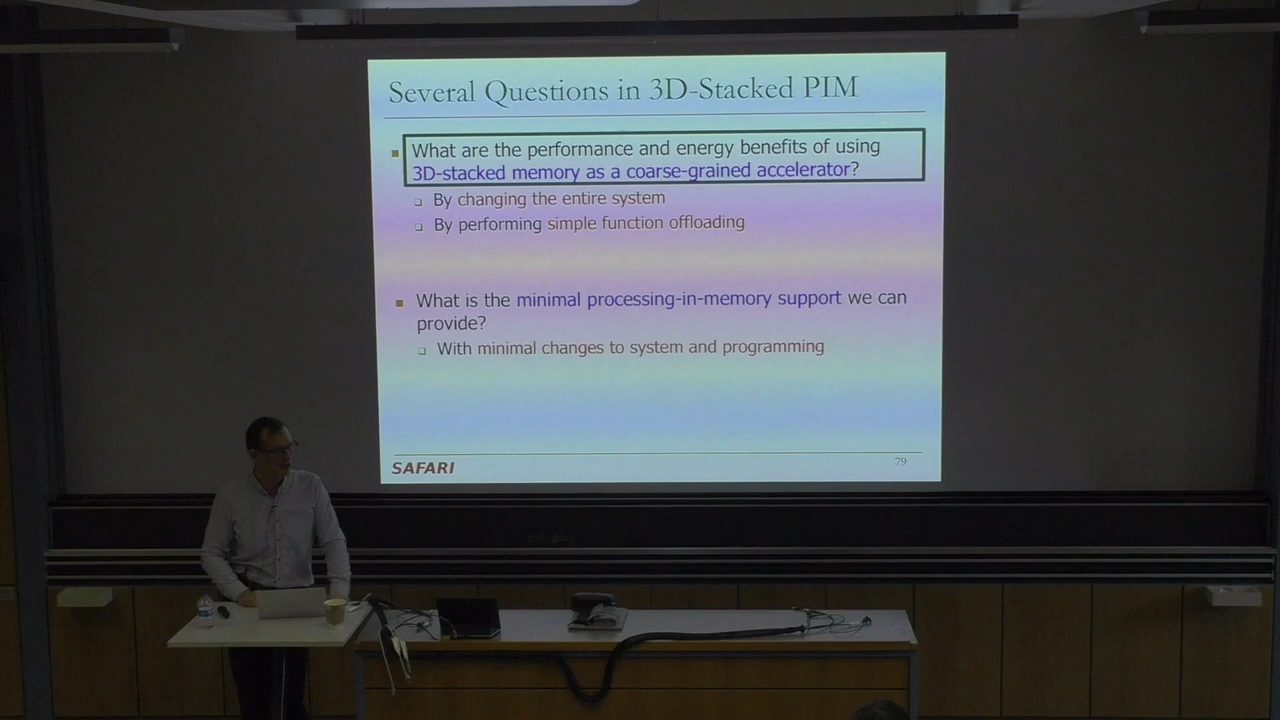 Several Questions in 3D-Stacked PIM
What are the performance and energy benefits of using
3D-stacked memory as a coarse-grained accelerator?
By changing the entire system
By performing simple function offloading
What is the minimal processing-in-memory support we can
provide?
With minimal changes to system and programming
SAFARI
79